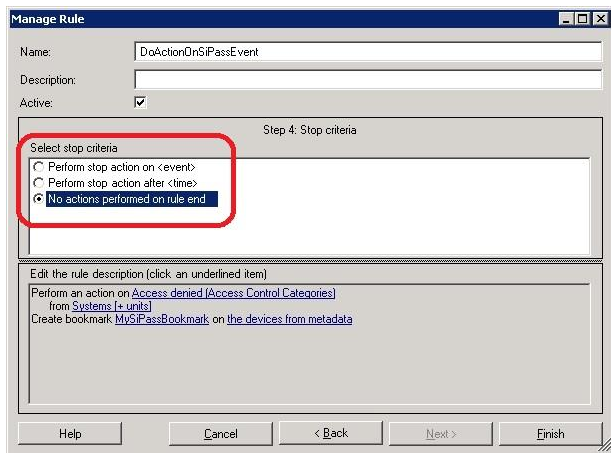 Manage Rule
Name: DoActionOnSiPassEvent
Description:
Active:
Step 4: Stop criteria
Select stop criteria
Perform stop action on <event>
Perform stop action after <time>
No actions performed on rule end
Edit the rule description (click an underlined item)
Perform an action on Access denied (Access Control Categories)
from Systems [+ units]
Create bookmark MySiPassBookmark on the devices from metadata
Help Cancel < Back Next > Finish